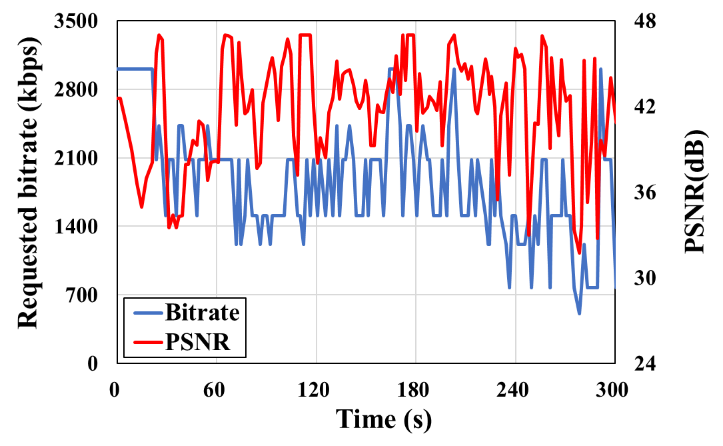 Requested bitrate (kbps)
3500
2800
2100
1400
700
0
48
42
36
30
24
PSNR(dB)
Bitrate
PSNR
0 60 120 180 240 300
Time (s)